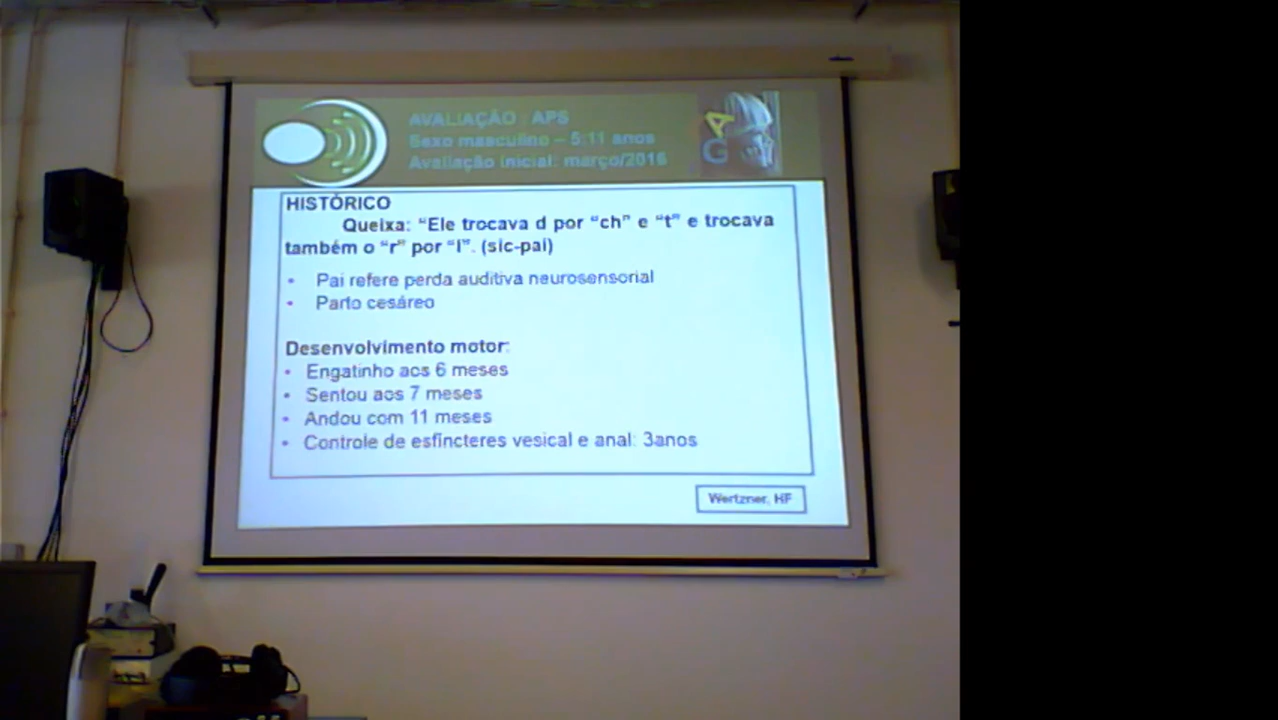 AVALIAÇÃO APS
Sexo masculino – 5:11 anos
Avaliação inicial: março/2016
A
G
HISTÓRICO
Queixa: “Ele trocava d por “ch” e “t” e trocava
também o “r” por “l”. (sic-pai)
• Pai refere perda auditiva neurosensorial
• Parto cesáreo
Desenvolvimento motor:
• Engatinho aos 6 meses
• Sentou aos 7 meses
• Andou com 11 meses
• Controle de esfíncteres vesical e anal: 3anos
Wertzner, HF